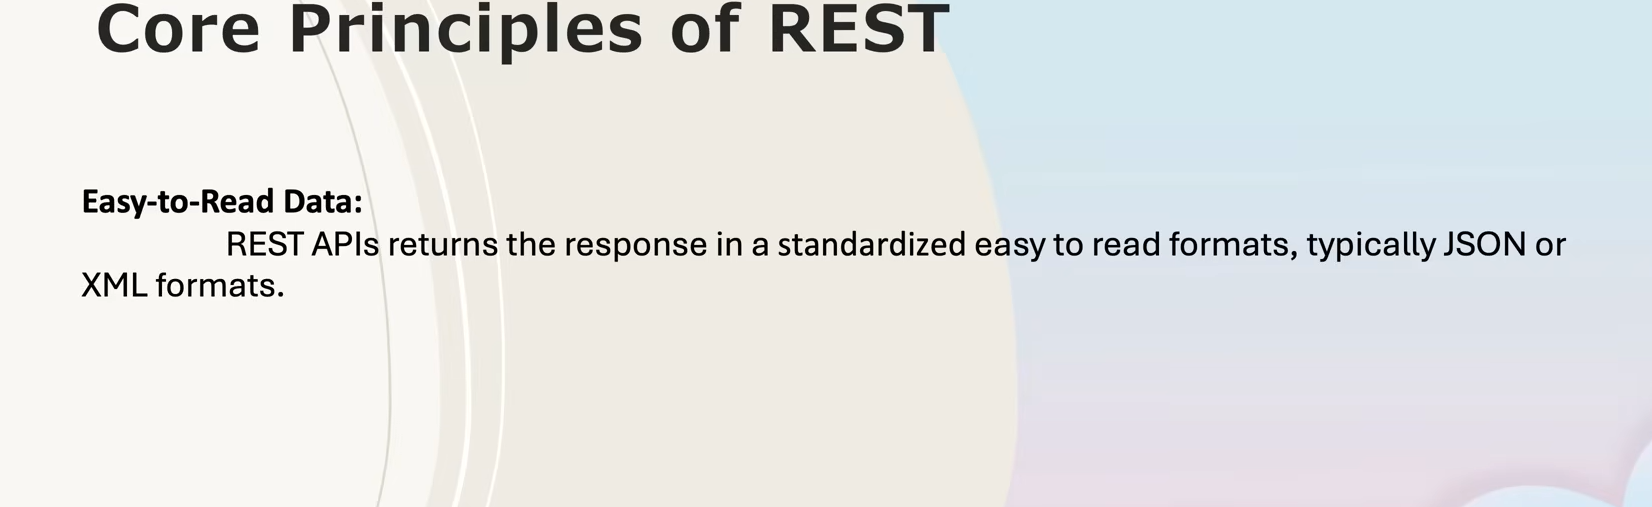 Core Principles of REST
Easy-to-Read Data:
REST APIs returns the response in a standardized easy to read formats, typically JSON or
XML formats.